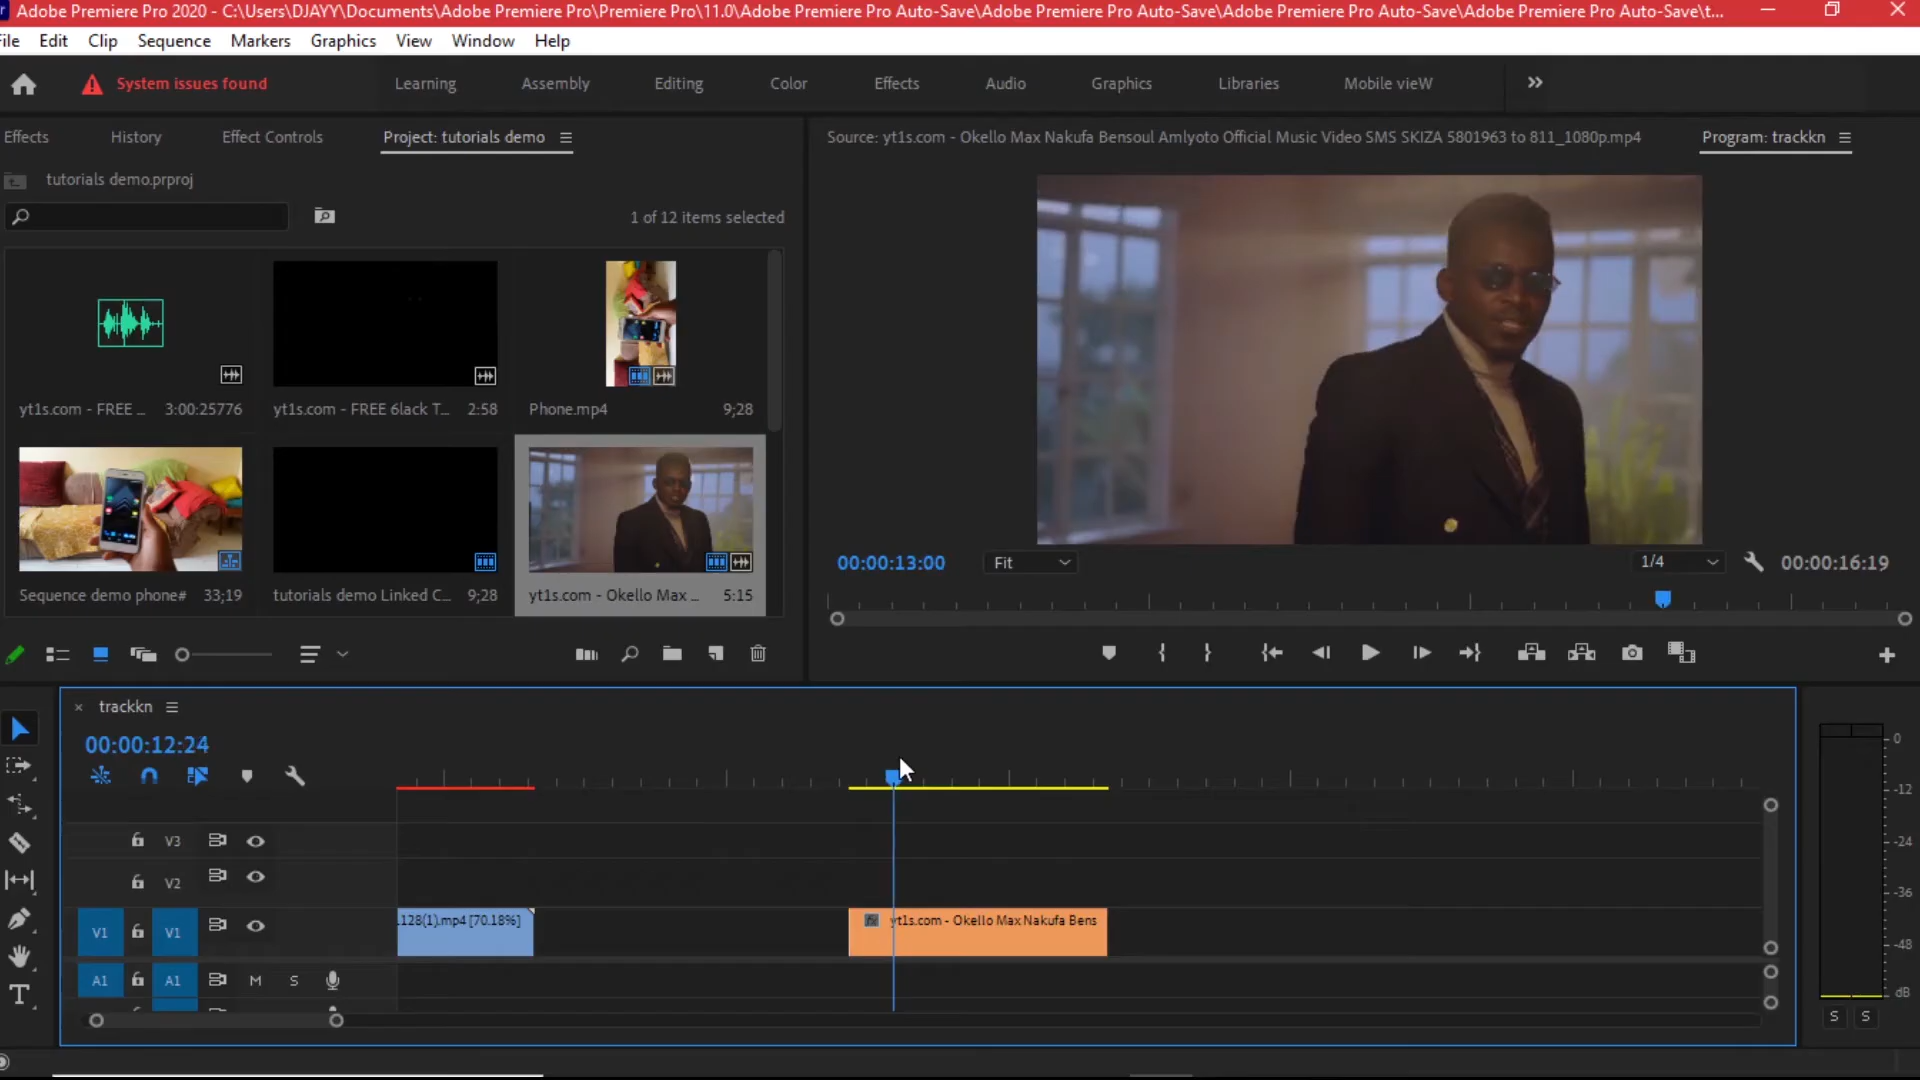 Adobe Premiere Pro 2020 - C:\Users\DJAYY\Documents\Adobe Premiere Pro\Premiere Pro\11.0\Adobe Premiere Pro Auto-Save\Adobe Premiere Pro Auto-Save\Adobe Premiere Pro Auto-Save\Adobe Premiere Pro Auto-Save\t...
File Edit Clip Sequence Markers Graphics View Window Help
System issues found Learning Assembly Editing Color Effects Audio Graphics Libraries Mobile vieW
Effects History Effect Controls Project: tutorials demo
Source: yt1s.com - Okello Max Nakufa Bensoul Amlyoto Official Music Video SMS SKIZA 5801963 to 811_1080p.mp4 Program: trackkn
tutorials demo.prproj
1 of 12 items selected
yt1s.com - FREE ... 3:00:25776 yt1s.com - FREE 6lack T... 2:58 Phone.mp4 9;28
Sequence demo phone# 33;19 tutorials demo Linked C... 9;28 yt1s.com - Okello Max ... 5:15
00:00:13:00 Fit 1/4 00:00:16:19
trackkn
00:00:12:24
V3
V2
V1 V1 .128(1).mp4 [70.18%] fx yt1s.com - Okello Max Nakufa Bens
A1 A1 M S
0
-12
-24
-36
-48
dB
S S